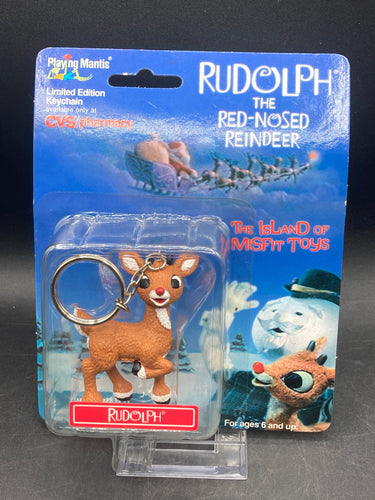 Playing Mantis®
Limited Edition
Keychain
available only at
CVS/pharmacy
RUDOLPH®
THE
RED-NOSED
REINDEER
THE ISLAND OF
MISFIT TOYS
RUDOLPH®
For ages 6 and up.